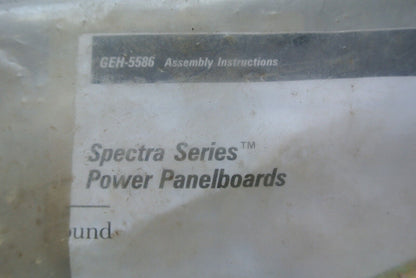 GEH-5586 Assembly Instructions
Spectra Series™
Power Panelboards
ound